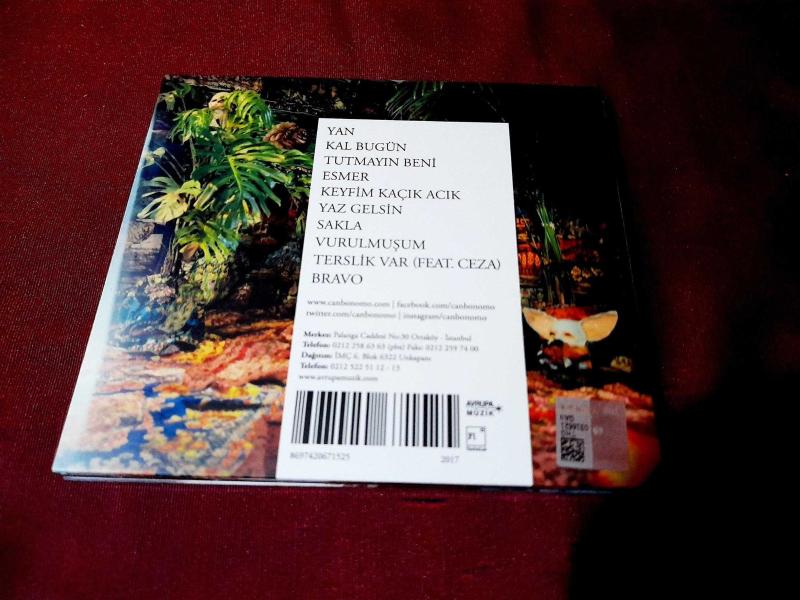 YAN
KAL BUGÜN
TUTMAYIN BENİ
ESMER
KEYFİM KAÇIK ACIK
YAZ GELSİN
SAKLA
VURULMUŞUM
TERSLİK VAR (FEAT. CEZA)
BRAVO
www.canbonomo.com | facebook.com/canbonomo
twitter.com/canbonomo | instagram/canbonomo
Merkez: Palanga Caddesi No:30 Ortaköy - İstanbul
Telefon: 0212 258 63 63 (pbx) Faks: 0212 259 74 00
Dağıtım: İMÇ 6. Blok 6322 Unkapanı
Telefon: 0212 522 51 12 - 13
www.avrupamuzik.com
AVRUPA
MÜZİK
8697420671525
2017